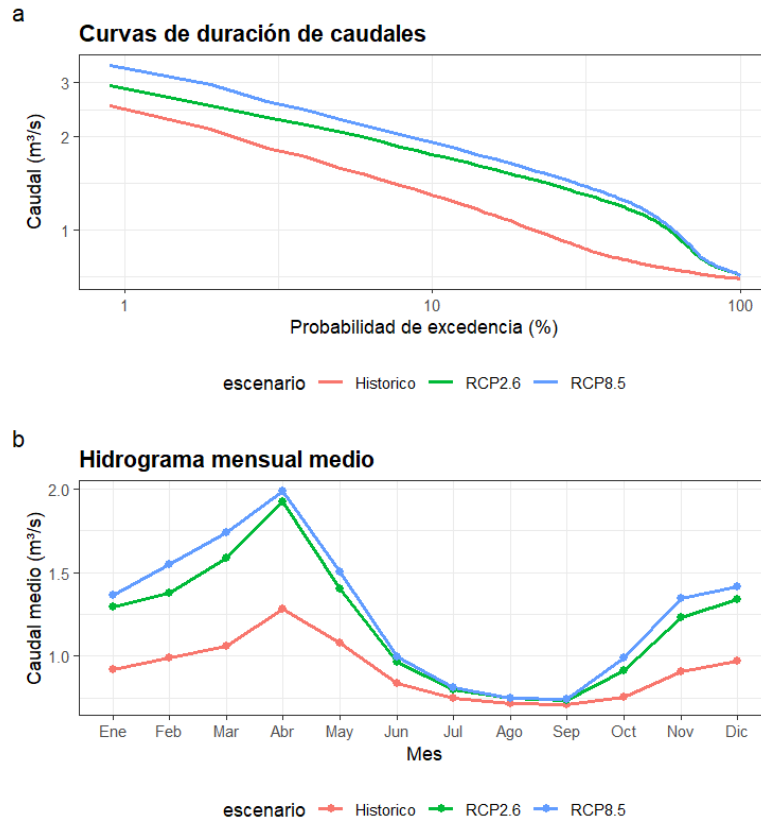 a
Curvas de duración de caudales
3
2
1
Caudal (m³/s)
1 10 100
Probabilidad de excedencia (%)
escenario Historico RCP2.6 RCP8.5
b
Hidrograma mensual medio
2.0
1.5
1.0
Caudal medio (m³/s)
Ene Feb Mar Abr May Jun Jul Ago Sep Oct Nov Dic
Mes
escenario Historico RCP2.6 RCP8.5